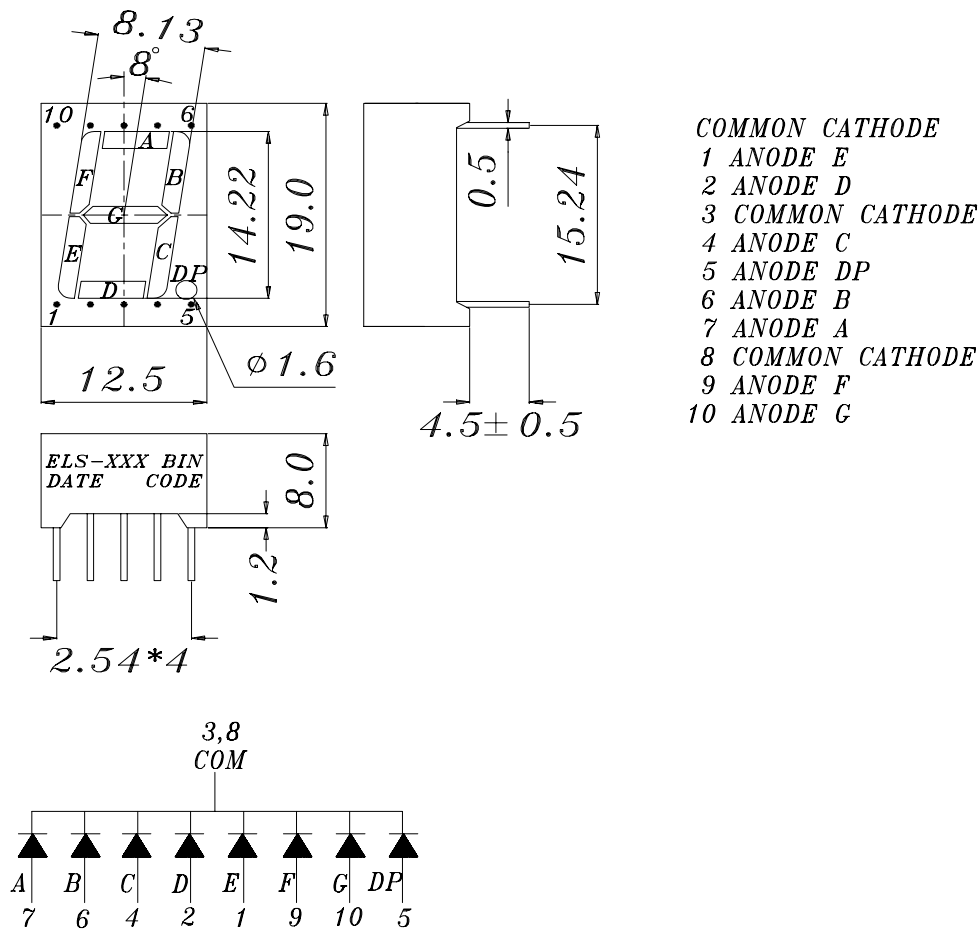 8.13
8°
10 6
A
F B
G
E C
D DP
1 5
14.22
19.0
ø 1.6
12.5
0.5
15.24
4.5± 0.5
COMMON CATHODE
1 ANODE E
2 ANODE D
3 COMMON CATHODE
4 ANODE C
5 ANODE DP
6 ANODE B
7 ANODE A
8 COMMON CATHODE
9 ANODE F
10 ANODE G
ELS-XXX BIN
DATE CODE
8.0
1.2
2.54*4
3,8
COM
A B C D E F G DP
7 6 4 2 1 9 10 5